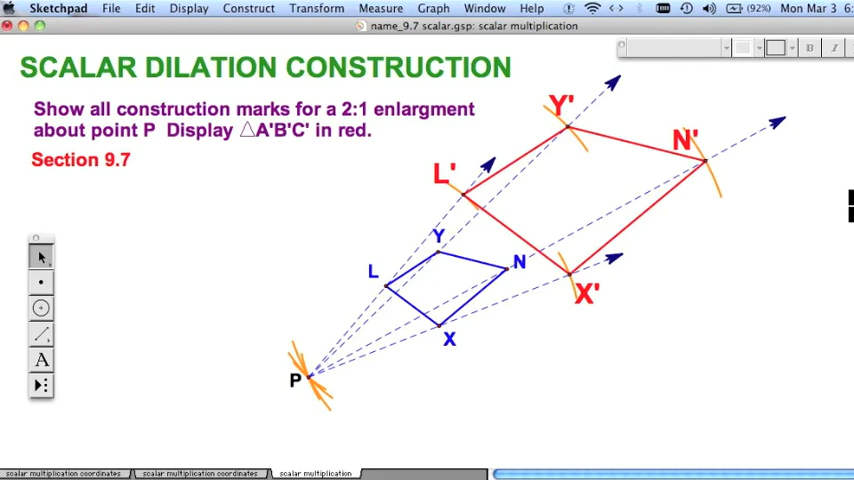 Sketchpad File Edit Display Construct Transform Measure Graph Window Help (92%) Mon Mar 3 6:
name_9.7 scalar.gsp: scalar multiplication
B I
SCALAR DILATION CONSTRUCTION
Show all construction marks for a 2:1 enlargment
about point P Display △A'B'C' in red.
Section 9.7
Y'
N'
L'
Y
N
L
X'
X
P
A
scalar multiplication coordinates scalar multiplication coordinates scalar multiplication